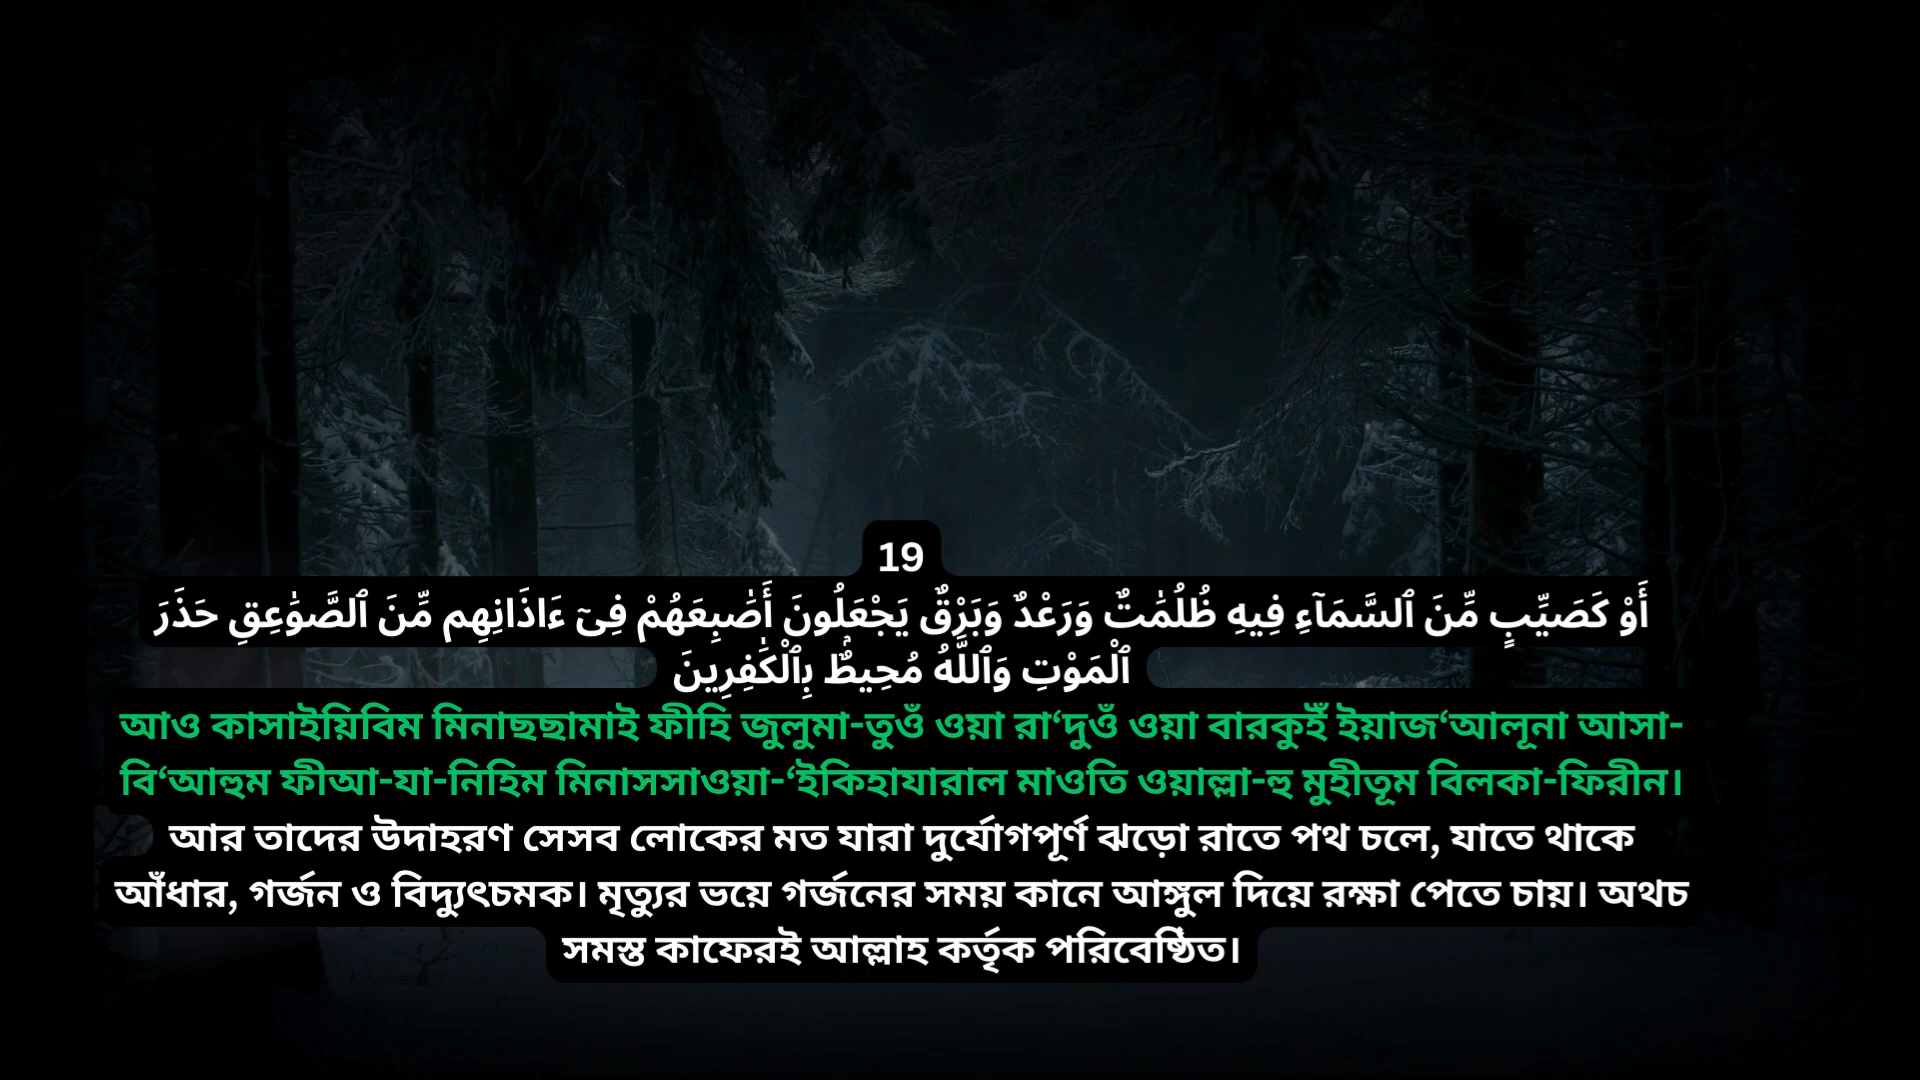 19
أَوْ كَصَيِّبٍ مِّنَ ٱلسَّمَآءِ فِيهِ ظُلُمَٰتٌ وَرَعْدٌ وَبَرْقٌ يَجْعَلُونَ أَصَٰبِعَهُمْ فِىٓ ءَاذَانِهِم مِّنَ ٱلصَّوَٰعِقِ حَذَرَ
ٱلْمَوْتِ وَٱللَّهُ مُحِيطٌۢ بِٱلْكَٰفِرِينَ
আও কাসাইয়িবিম মিনাছছামাই ফীহি জুলুমা-তুওঁ ওয়া রা‘দুওঁ ওয়া বারকুইঁ ইয়াজ‘আলূনা আসা-
বি‘আহুম ফীআ-যা-নিহিম মিনাসসাওয়া-‘ইকিহাযারাল মাওতি ওয়াল্লা-হু মুহীতূম বিলকা-ফিরীন।
আর তাদের উদাহরণ সেসব লোকের মত যারা দুর্যোগপূর্ণ ঝড়ো রাতে পথ চলে, যাতে থাকে
আঁধার, গর্জন ও বিদ্যুৎচমক। মৃত্যুর ভয়ে গর্জনের সময় কানে আঙ্গুল দিয়ে রক্ষা পেতে চায়। অথচ
সমস্ত কাফেরই আল্লাহ কর্তৃক পরিবেষ্ঠিত।